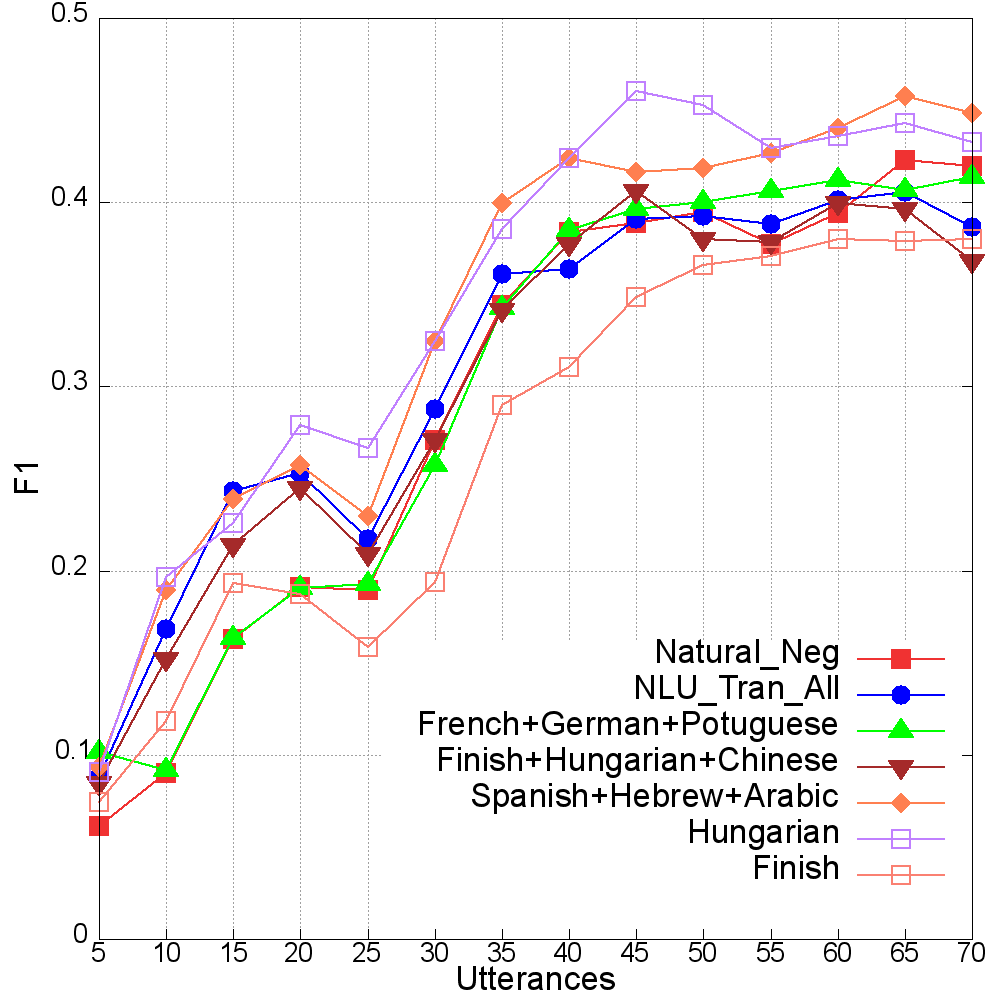 0.5
0.4
0.3
0.2
0.1
0
F1
Natural_Neg
NLU_Tran_All
French+German+Potuguese
Finish+Hungarian+Chinese
Spanish+Hebrew+Arabic
Hungarian
Finish
5 10 15 20 25 30 35 40 45 50 55 60 65 70
Utterances